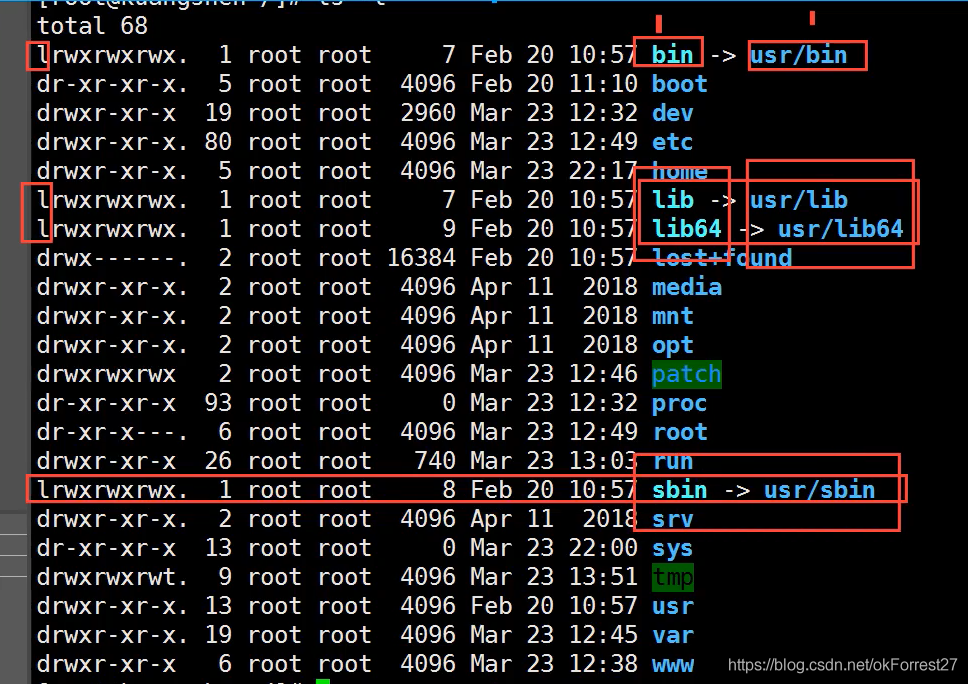 [root@kuangshen /]# ls -l
total 68
lrwxrwxrwx.  1 root root     7 Feb 20 10:57 bin -> usr/bin
dr-xr-xr-x.  5 root root  4096 Feb 20 11:10 boot
drwxr-xr-x  19 root root  2960 Mar 23 12:32 dev
drwxr-xr-x. 80 root root  4096 Mar 23 12:49 etc
drwxr-xr-x.  5 root root  4096 Mar 23 22:17 home
lrwxrwxrwx.  1 root root     7 Feb 20 10:57 lib -> usr/lib
lrwxrwxrwx.  1 root root     9 Feb 20 10:57 lib64 -> usr/lib64
drwx------.  2 root root 16384 Feb 20 10:57 lost+found
drwxr-xr-x.  2 root root  4096 Apr 11  2018 media
drwxr-xr-x.  2 root root  4096 Apr 11  2018 mnt
drwxr-xr-x.  2 root root  4096 Apr 11  2018 opt
drwxrwxrwx   2 root root  4096 Mar 23 12:46 patch
dr-xr-xr-x  93 root root     0 Mar 23 12:32 proc
dr-xr-x---.  6 root root  4096 Mar 23 12:49 root
drwxr-xr-x  26 root root   740 Mar 23 13:03 run
lrwxrwxrwx.  1 root root     8 Feb 20 10:57 sbin -> usr/sbin
drwxr-xr-x.  2 root root  4096 Apr 11  2018 srv
dr-xr-xr-x  13 root root     0 Mar 23 22:00 sys
drwxrwxrwt.  9 root root  4096 Mar 23 13:51 tmp
drwxr-xr-x. 13 root root  4096 Feb 20 10:57 usr
drwxr-xr-x. 19 root root  4096 Mar 23 12:45 var
drwxr-xr-x   6 root root  4096 Mar 23 12:38 www
https://blog.csdn.net/okForrest27